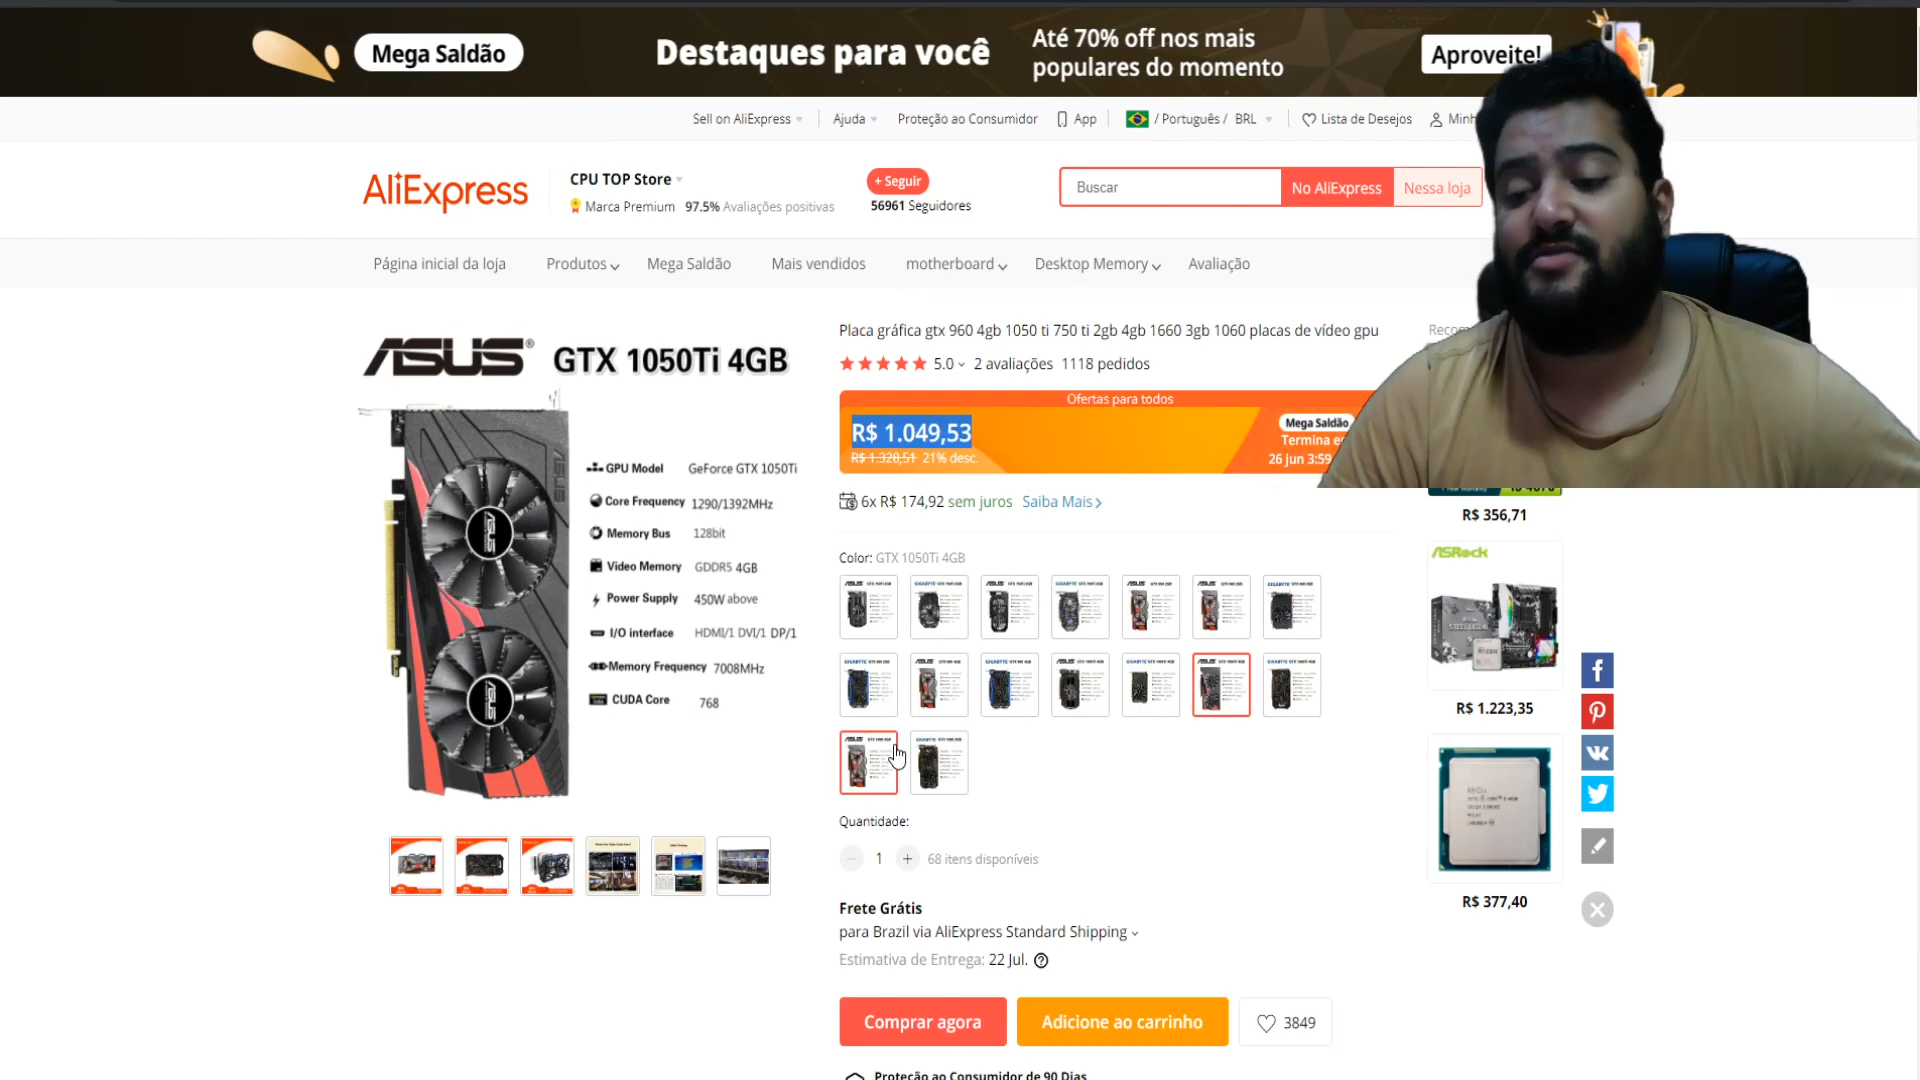 Mega Saldão
Destaques para você
Até 70% off nos mais
populares do momento
Aproveite!
Sell on AliExpress
Ajuda
Proteção ao Consumidor
App
/ Português / BRL
Lista de Desejos
Minh
AliExpress
CPU TOP Store
Marca Premium 97.5% Avaliações positivas
+ Seguir
56961 Seguidores
Buscar
No AliExpress
Nessa loja
Página inicial da loja
Produtos
Mega Saldão
Mais vendidos
motherboard
Desktop Memory
Avaliação
ASUS® GTX 1050Ti 4GB
GPU Model GeForce GTX 1050Ti
Core Frequency 1290/1392MHz
Memory Bus 128bit
Video Memory GDDR5 4GB
Power Supply 450W above
I/O interface HDMI/1 DVI/1 DP/1
Memory Frequency 7008MHz
CUDA Core 768
Placa gráfica gtx 960 4gb 1050 ti 750 ti 2gb 4gb 1660 3gb 1060 placas de vídeo gpu
5.0 2 avaliações 1118 pedidos
Ofertas para todos
R$ 1.049,53
R$ 1.328,51 21% desc.
Mega Saldão
Termina e
26 jun 3:59
6x R$ 174,92 sem juros Saiba Mais
Color: GTX 1050Ti 4GB
Quantidade:
1
68 itens disponíveis
Frete Grátis
para Brazil via AliExpress Standard Shipping
Estimativa de Entrega: 22 Jul.
Comprar agora
Adicione ao carrinho
3849
Proteção ao Consumidor de 90 Dias
Recom
R$ 356,71
ASRock
R$ 1.223,35
R$ 377,40